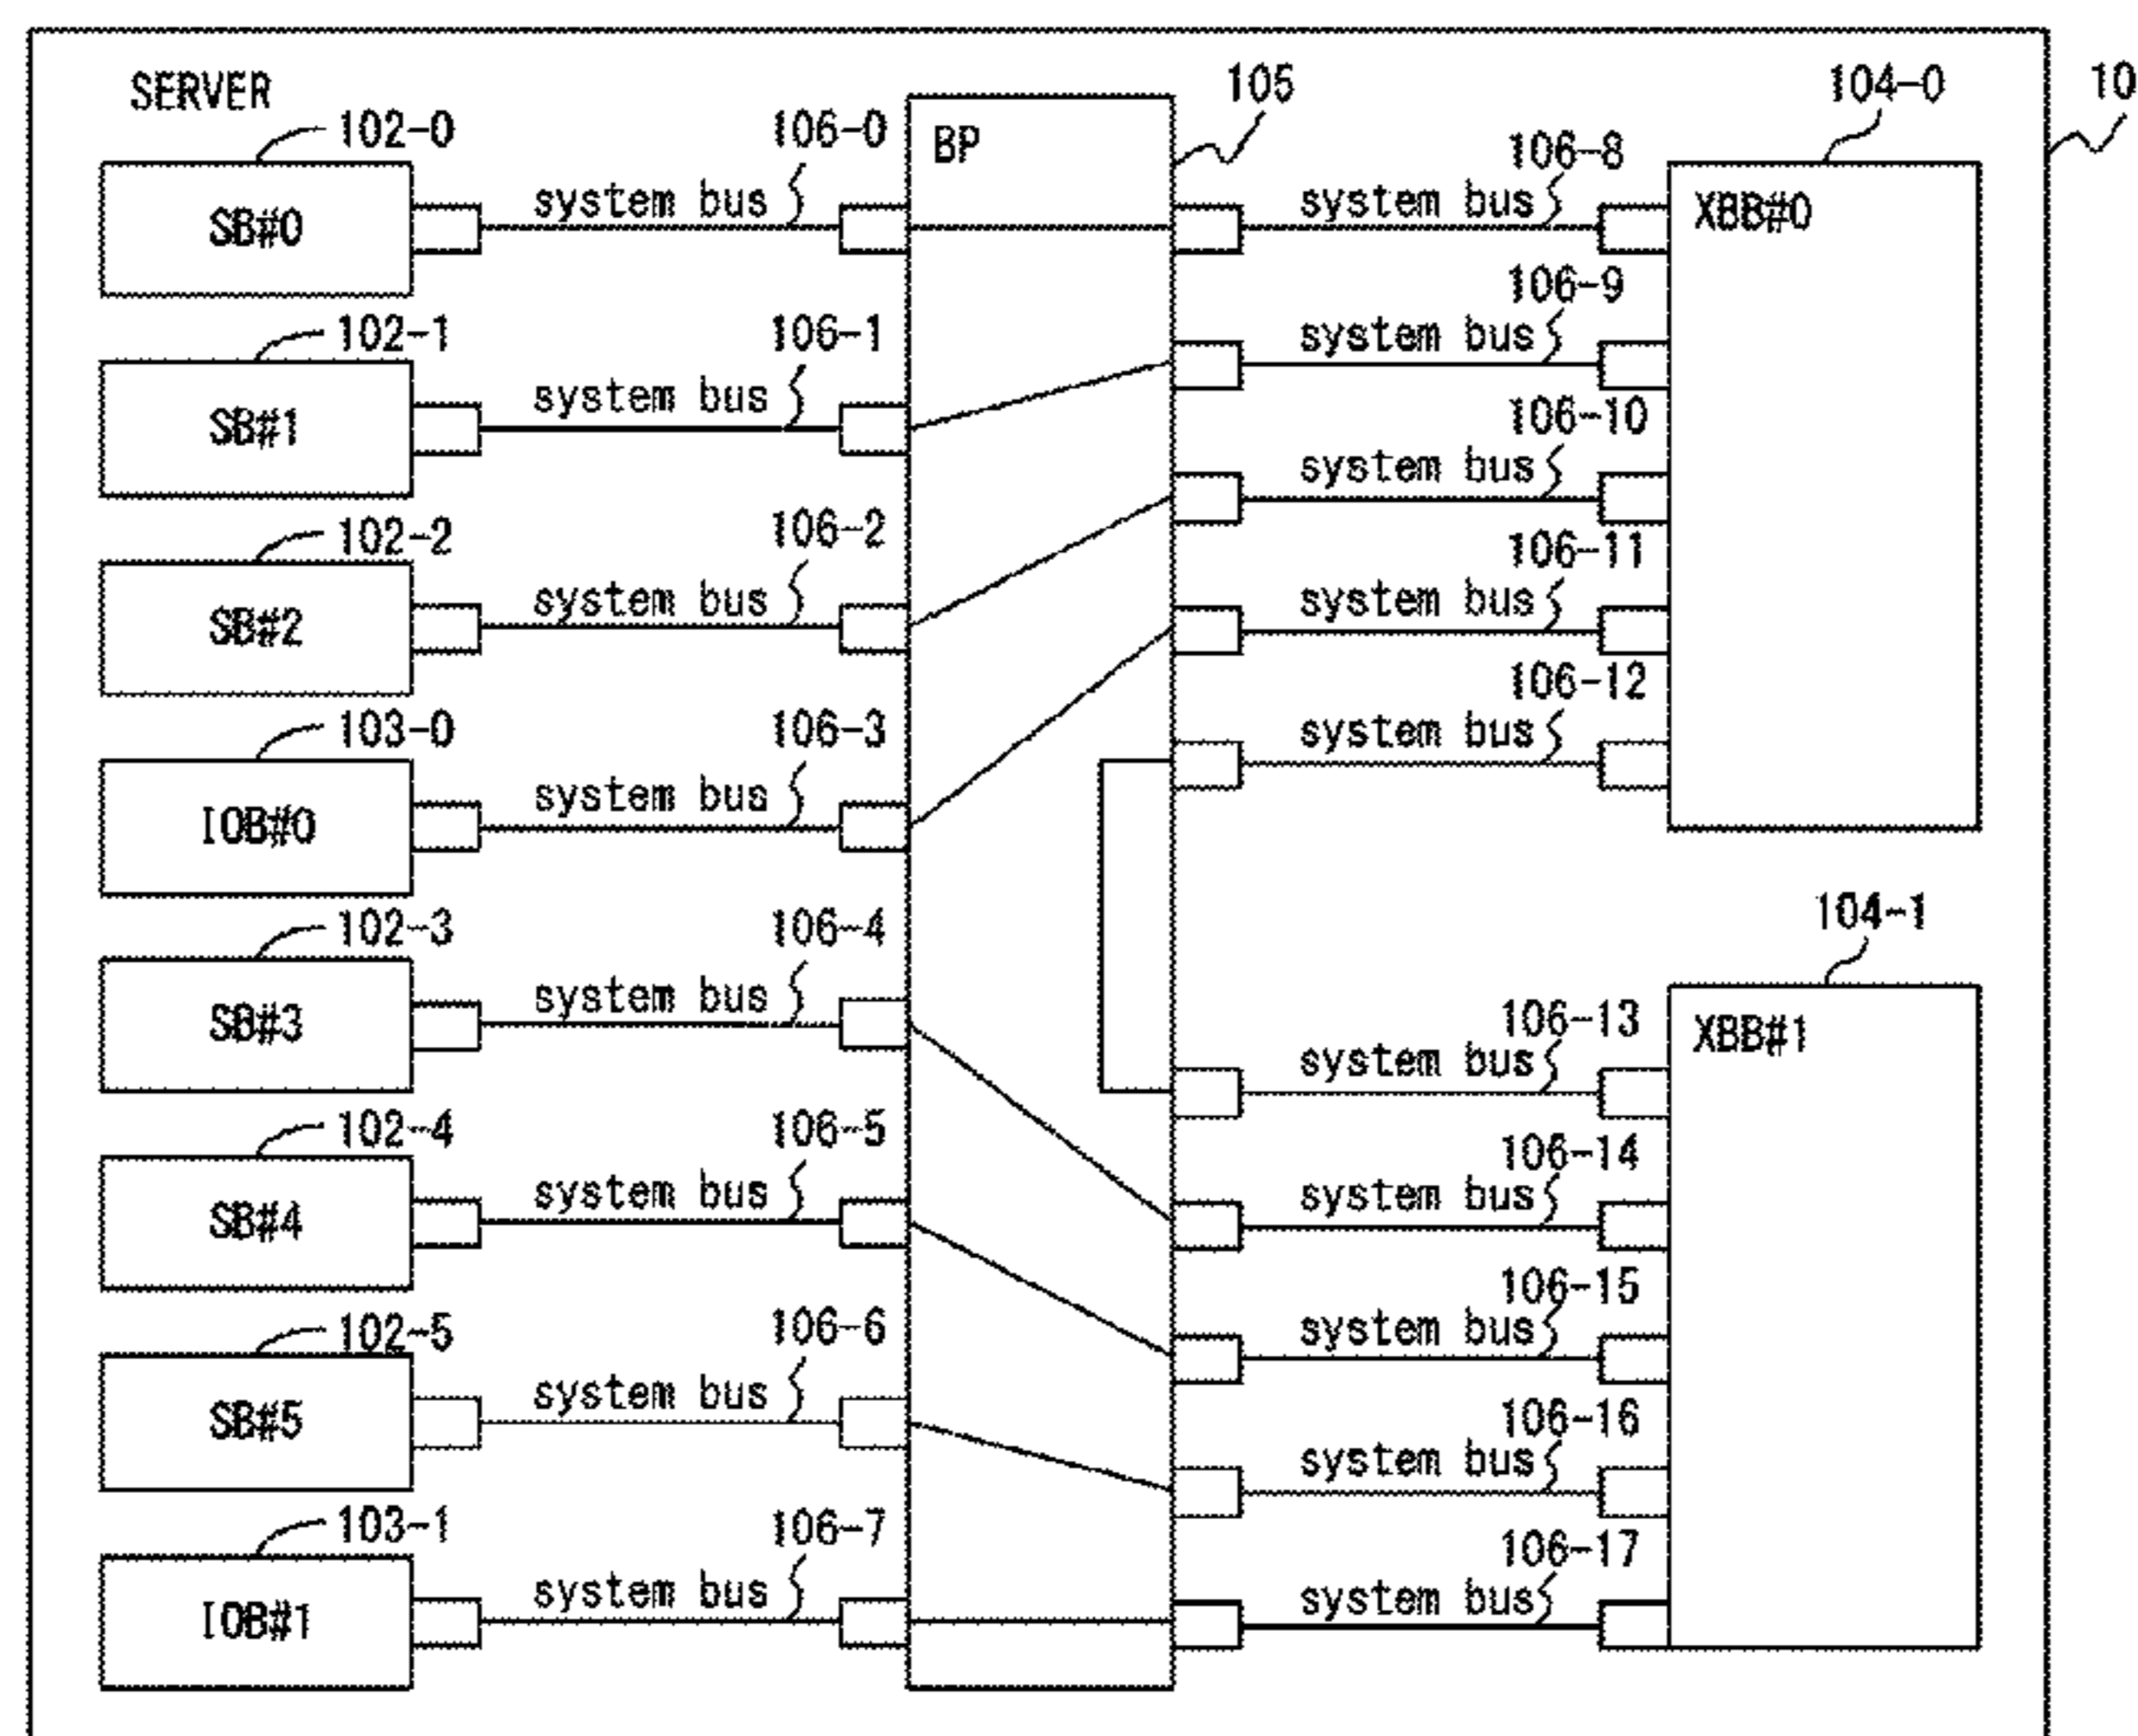 SERVER
105
104-0
10
102-0
106-0
BP
106-8
SB#0
system bus
system bus
XBB#0
102-1
106-1
106-9
SB#1
system bus
system bus
102-2
106-2
106-10
SB#2
system bus
system bus
103-0
106-3
106-11
IOB#0
system bus
system bus
106-12
system bus
102-3
106-4
104-1
SB#3
system bus
106-13
system bus
XBB#1
102-4
106-5
106-14
SB#4
system bus
system bus
102-5
106-6
106-15
SB#5
system bus
system bus
106-16
system bus
103-1
106-7
106-17
IOB#1
system bus
system bus